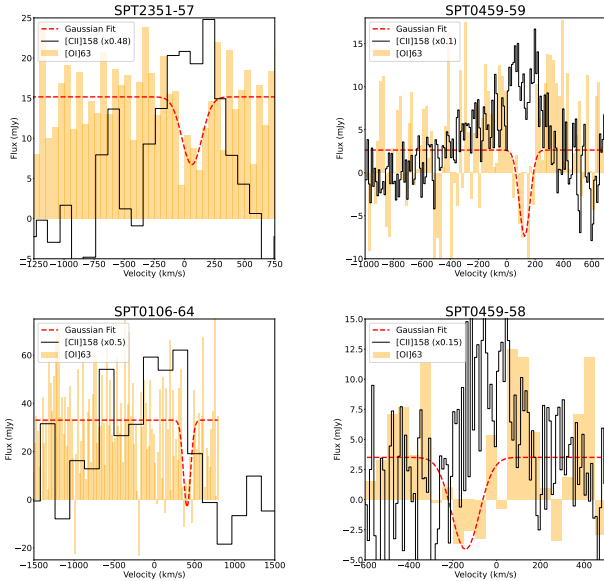 SPT2351-57
Gaussian Fit
[CII]158 (x0.48)
[OI]63
25
20
15
10
5
0
−5
Flux (mJy)
−1250 −1000 −750 −500 −250 0 250 500 750
Velocity (km/s)
SPT0459-59
Gaussian Fit
[CII]158 (x0.1)
[OI]63
15
10
5
0
−5
−10
Flux (mJy)
−1000 −800 −600 −400 −200 0 200 400 600
Velocity (km/s)
SPT0106-64
Gaussian Fit
[CII]158 (x0.5)
[OI]63
60
40
20
0
−20
Flux (mJy)
−1500 −1000 −500 0 500 1000 1500
Velocity (km/s)
SPT0459-58
Gaussian Fit
[CII]158 (x0.15)
[OI]63
15.0
12.5
10.0
7.5
5.0
2.5
0.0
−2.5
−5.0
Flux (mJy)
−600 −400 −200 0 200 400
Velocity (km/s)